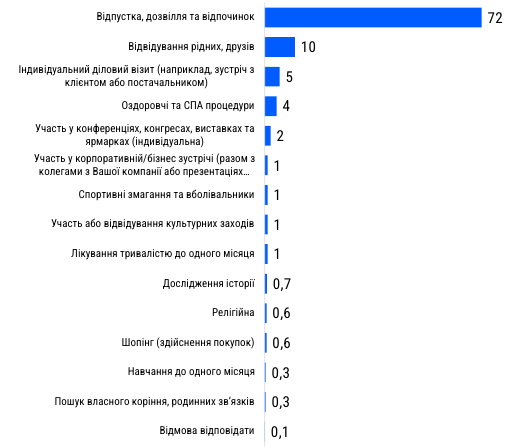 Відпустка, дозвілля та відпочинок 72
Відвідування рідних, друзів 10
Індивідуальний діловий візит (наприклад, зустріч з
клієнтом або постачальником) 5
Оздоровчі та СПА процедури 4
Участь у конференціях, конгресах, виставках та
ярмарках (індивідуальна) 2
Участь у корпоративній/бізнес зустрічі (разом з
колегами з Вашої компанії або презентаціях... 1
Спортивні змагання та вболівальники 1
Участь або відвідування культурних заходів 1
Лікування тривалістю до одного місяця 1
Дослідження історії 0,7
Релігійна 0,6
Шопінг (здійснення покупок) 0,6
Навчання до одного місяця 0,3
Пошук власного коріння, родинних зв'язків 0,3
Відмова відповідати 0,1